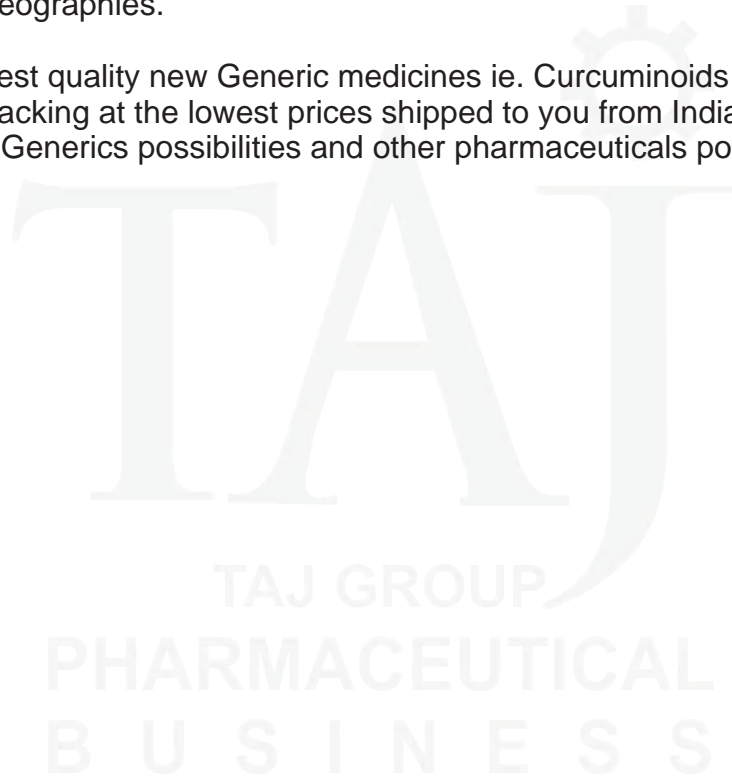 eographies.
est quality new Generic medicines ie. Curcuminoids
acking at the lowest prices shipped to you from India
Generics possibilities and other pharmaceuticals po
TAJ
TAJ GROUP
PHARMACEUTICAL
BUSINESS